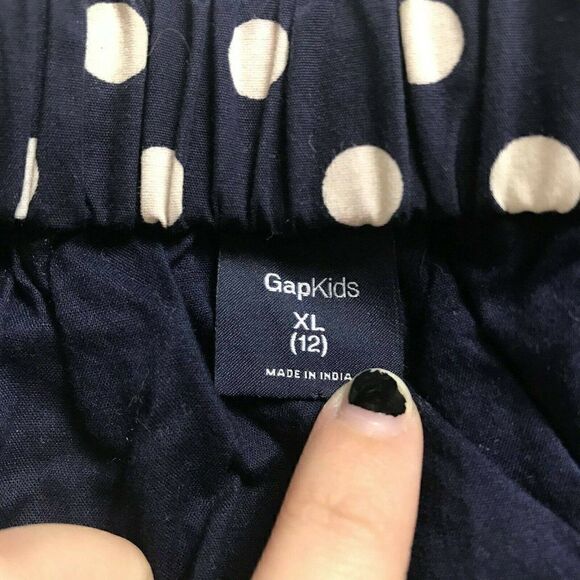 GapKids
XL
(12)
MADE IN INDIA